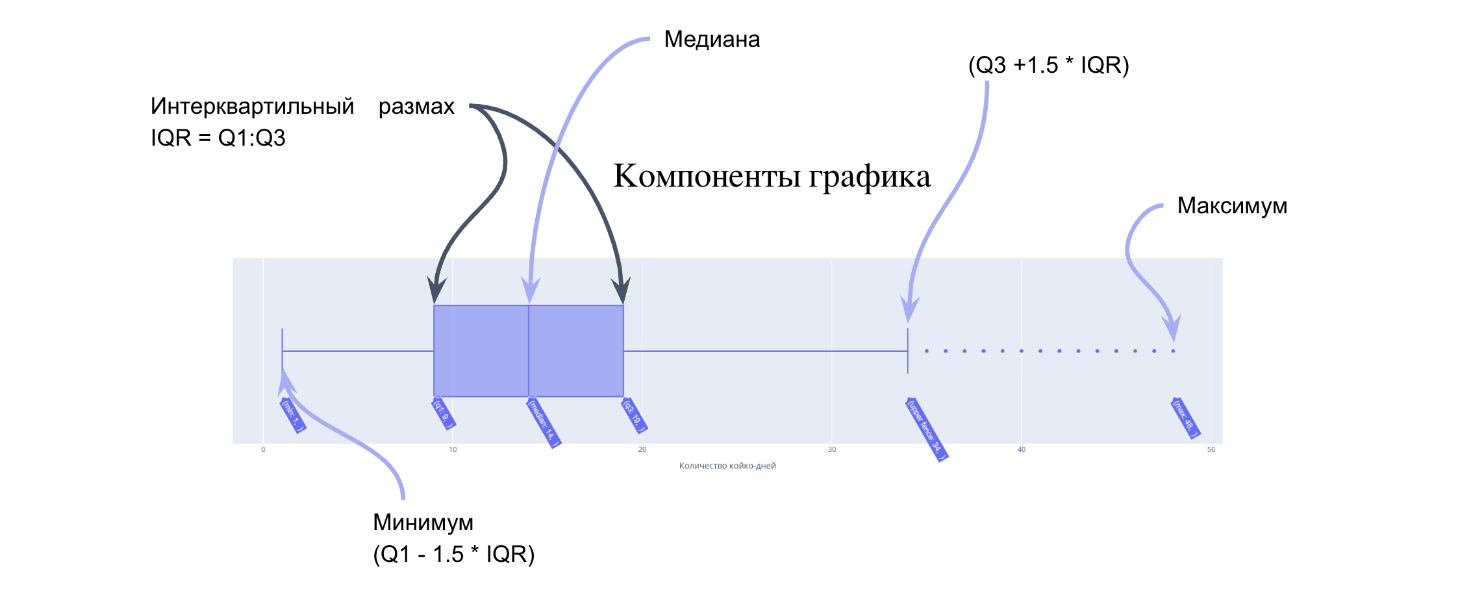 Медиана
(Q3 +1.5 * IQR)
Интерквартильный размах
IQR = Q1:Q3
Компоненты графика
Максимум
(min: 1, )
(Q1: 9, )
(median: 14, )
(Q3: 19, )
(upper fence: 34, )
(max: 48, )
0 10 20 30 40 50
Количество койко-дней
Минимум
(Q1 - 1.5 * IQR)